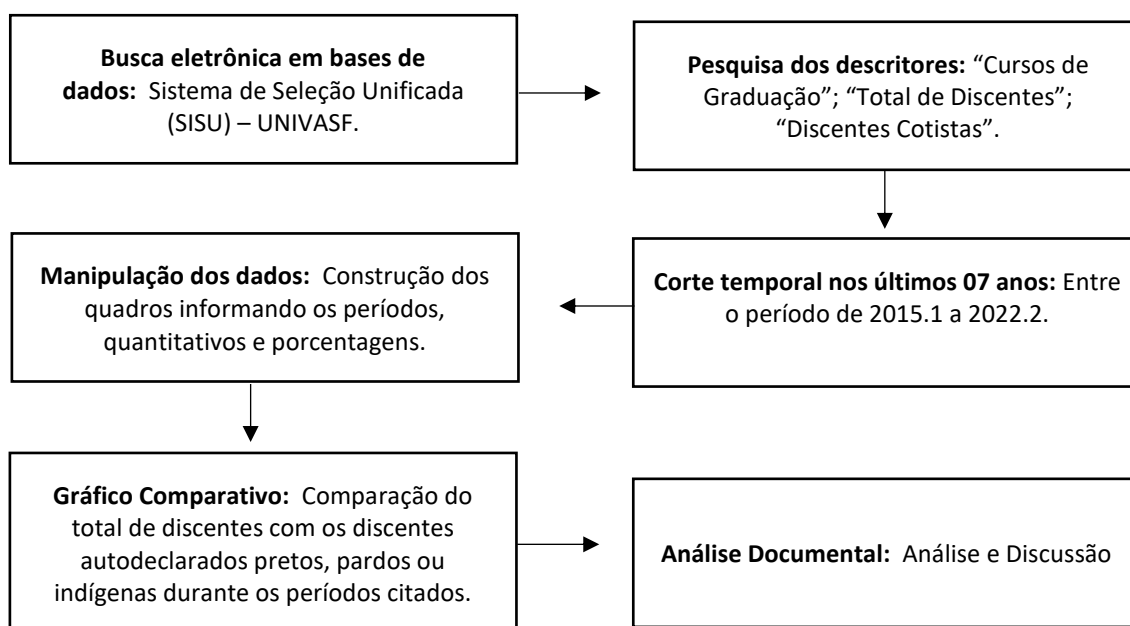 Busca eletrônica em bases de
dados: Sistema de Seleção Unificada
(SISU) – UNIVASF.
Pesquisa dos descritores: “Cursos de
Graduação”; “Total de Discentes”;
“Discentes Cotistas”.
Corte temporal nos últimos 07 anos: Entre
o período de 2015.1 a 2022.2.
Manipulação dos dados: Construção dos
quadros informando os períodos,
quantitativos e porcentagens.
Gráfico Comparativo: Comparação do
total de discentes com os discentes
autodeclarados pretos, pardos ou
indígenas durante os períodos citados.
Análise Documental: Análise e Discussão